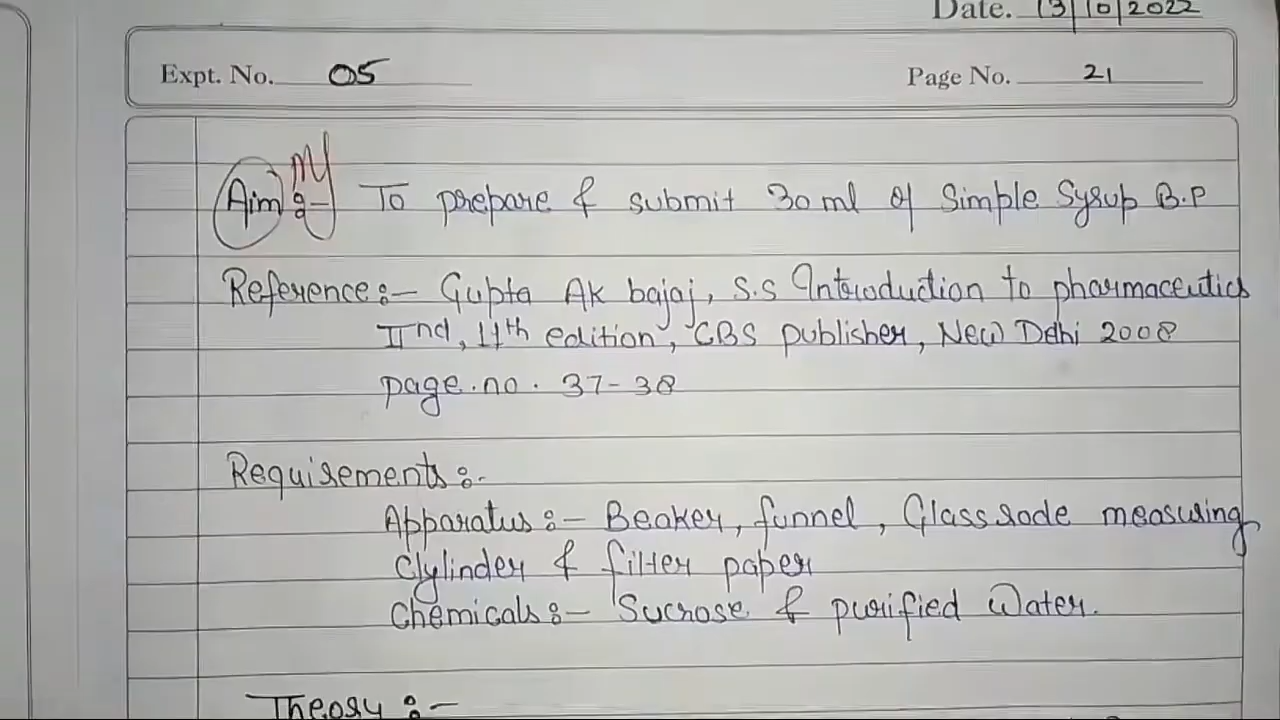 Date. 13/10/2022
Expt. No. 05
Page No. 21
Aim :- To prepare & submit 30 ml of Simple Syrup B.P
Reference :- Gupta AK bajaj, S.S Introduction to pharmaceutics
IInd, 11th edition, CBS publisher, New Delhi 2008
page.no. 37-38
Requirements :-
Apparatus :- Beaker, funnel, Glass rode measuring
Clylinder & filter paper
Chemicals :- Sucrose & purified Water.
Theory :-